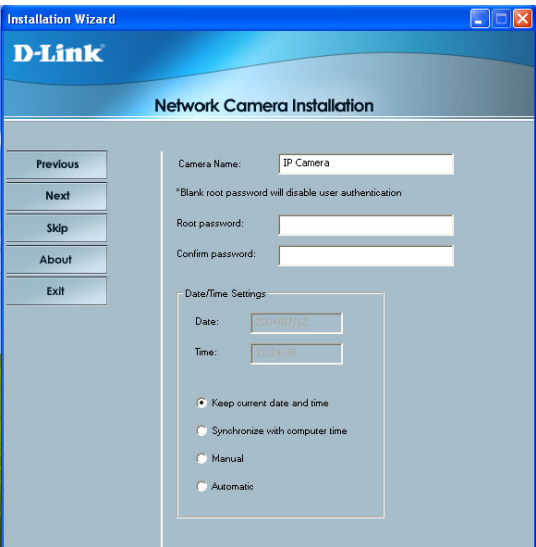 Installation Wizard
D-Link
Network Camera Installation
Previous
Next
Skip
About
Exit
Camera Name: IP Camera
*Blank root password will disable user authentication
Root password:
Confirm password:
Date/Time Settings
Date: 2004/07/12
Time: 12:24:06
Keep current date and time
Synchronize with computer time
Manual
Automatic